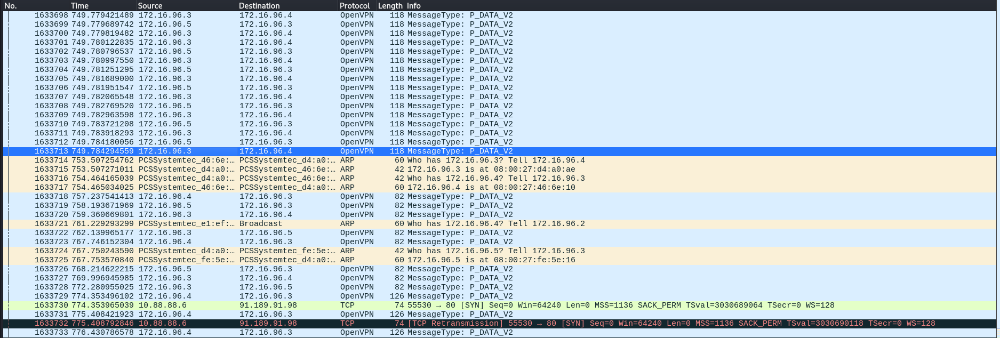 No. Time Source Destination Protocol Length Info
1633698 749.779421489 172.16.96.3 172.16.96.4 OpenVPN 118 MessageType: P_DATA_V2
1633699 749.779689742 172.16.96.5 172.16.96.3 OpenVPN 118 MessageType: P_DATA_V2
1633700 749.779819482 172.16.96.3 172.16.96.4 OpenVPN 118 MessageType: P_DATA_V2
1633701 749.780122835 172.16.96.3 172.16.96.4 OpenVPN 118 MessageType: P_DATA_V2
1633702 749.780796537 172.16.96.5 172.16.96.3 OpenVPN 118 MessageType: P_DATA_V2
1633703 749.780997550 172.16.96.3 172.16.96.4 OpenVPN 118 MessageType: P_DATA_V2
1633704 749.781251295 172.16.96.5 172.16.96.3 OpenVPN 118 MessageType: P_DATA_V2
1633705 749.781689000 172.16.96.3 172.16.96.4 OpenVPN 118 MessageType: P_DATA_V2
1633706 749.781951547 172.16.96.5 172.16.96.3 OpenVPN 118 MessageType: P_DATA_V2
1633707 749.782065548 172.16.96.3 172.16.96.4 OpenVPN 118 MessageType: P_DATA_V2
1633708 749.782769520 172.16.96.5 172.16.96.3 OpenVPN 118 MessageType: P_DATA_V2
1633709 749.782963598 172.16.96.3 172.16.96.4 OpenVPN 118 MessageType: P_DATA_V2
1633710 749.783721208 172.16.96.5 172.16.96.3 OpenVPN 118 MessageType: P_DATA_V2
1633711 749.783918293 172.16.96.3 172.16.96.4 OpenVPN 118 MessageType: P_DATA_V2
1633712 749.784180056 172.16.96.5 172.16.96.3 OpenVPN 118 MessageType: P_DATA_V2
1633713 749.784294559 172.16.96.3 172.16.96.4 OpenVPN 118 MessageType: P_DATA_V2
1633714 753.507254762 PCSSystemtec_46:6e:… PCSSystemtec_d4:a0:… ARP 60 Who has 172.16.96.3? Tell 172.16.96.4
1633715 753.507271011 PCSSystemtec_d4:a0:… PCSSystemtec_46:6e:… ARP 42 172.16.96.3 is at 08:00:27:d4:a0:ae
1633716 754.464165039 PCSSystemtec_d4:a0:… PCSSystemtec_46:6e:… ARP 42 Who has 172.16.96.4? Tell 172.16.96.3
1633717 754.465034025 PCSSystemtec_46:6e:… PCSSystemtec_d4:a0:… ARP 60 172.16.96.4 is at 08:00:27:46:6e:10
1633718 757.237541413 172.16.96.4 172.16.96.3 OpenVPN 82 MessageType: P_DATA_V2
1633719 758.193671969 172.16.96.5 172.16.96.3 OpenVPN 82 MessageType: P_DATA_V2
1633720 759.360669801 172.16.96.3 172.16.96.4 OpenVPN 82 MessageType: P_DATA_V2
1633721 761.229293299 PCSSystemtec_e1:ef:… Broadcast ARP 60 Who has 172.16.96.4? Tell 172.16.96.2
1633722 762.139965177 172.16.96.3 172.16.96.5 OpenVPN 82 MessageType: P_DATA_V2
1633723 767.746152304 172.16.96.4 172.16.96.3 OpenVPN 82 MessageType: P_DATA_V2
1633724 767.750243590 PCSSystemtec_d4:a0:… PCSSystemtec_fe:5e:… ARP 42 Who has 172.16.96.5? Tell 172.16.96.3
1633725 767.753570840 PCSSystemtec_fe:5e:… PCSSystemtec_d4:a0:… ARP 60 172.16.96.5 is at 08:00:27:fe:5e:16
1633726 768.214622215 172.16.96.5 172.16.96.3 OpenVPN 82 MessageType: P_DATA_V2
1633727 769.996945985 172.16.96.3 172.16.96.4 OpenVPN 82 MessageType: P_DATA_V2
1633728 772.280955025 172.16.96.3 172.16.96.5 OpenVPN 82 MessageType: P_DATA_V2
1633729 774.353496102 172.16.96.4 172.16.96.3 OpenVPN 126 MessageType: P_DATA_V2
1633730 774.353965039 10.88.88.6 91.189.91.98 TCP 74 55530 → 80 [SYN] Seq=0 Win=64240 Len=0 MSS=1136 SACK_PERM TSval=3030689064 TSecr=0 WS=128
1633731 775.408421923 172.16.96.4 172.16.96.3 OpenVPN 126 MessageType: P_DATA_V2
1633732 775.408792846 10.88.88.6 91.189.91.98 TCP 74 [TCP Retransmission] 55530 → 80 [SYN] Seq=0 Win=64240 Len=0 MSS=1136 SACK_PERM TSval=3030690118 TSecr=0 WS=128
1633733 776.430786578 172.16.96.4 172.16.96.3 OpenVPN 126 MessageType: P_DATA_V2